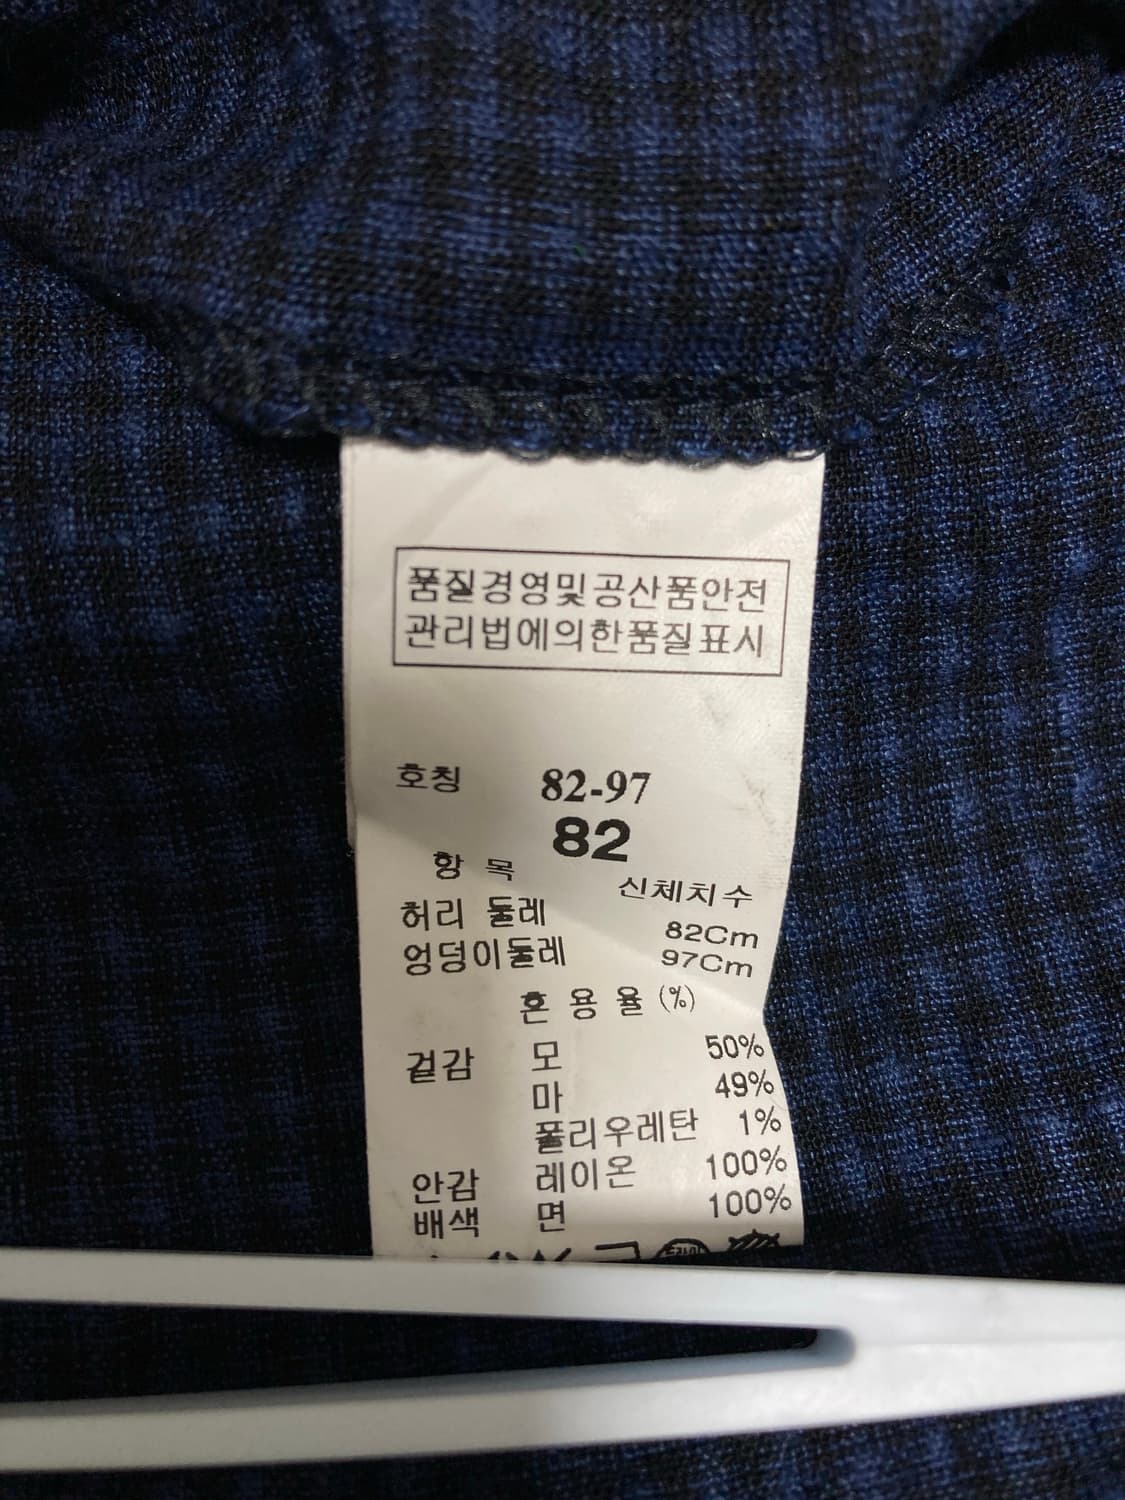 품질경영및공산품안전
관리법에의한품질표시
호칭 82-97
82
항 목 신체치수
허리 둘레 82Cm
엉덩이둘레 97Cm
혼 용 율 (%)
겉감 모 50%
마 49%
폴리우레탄 1%
안감 레이온 100%
배색 면 100%